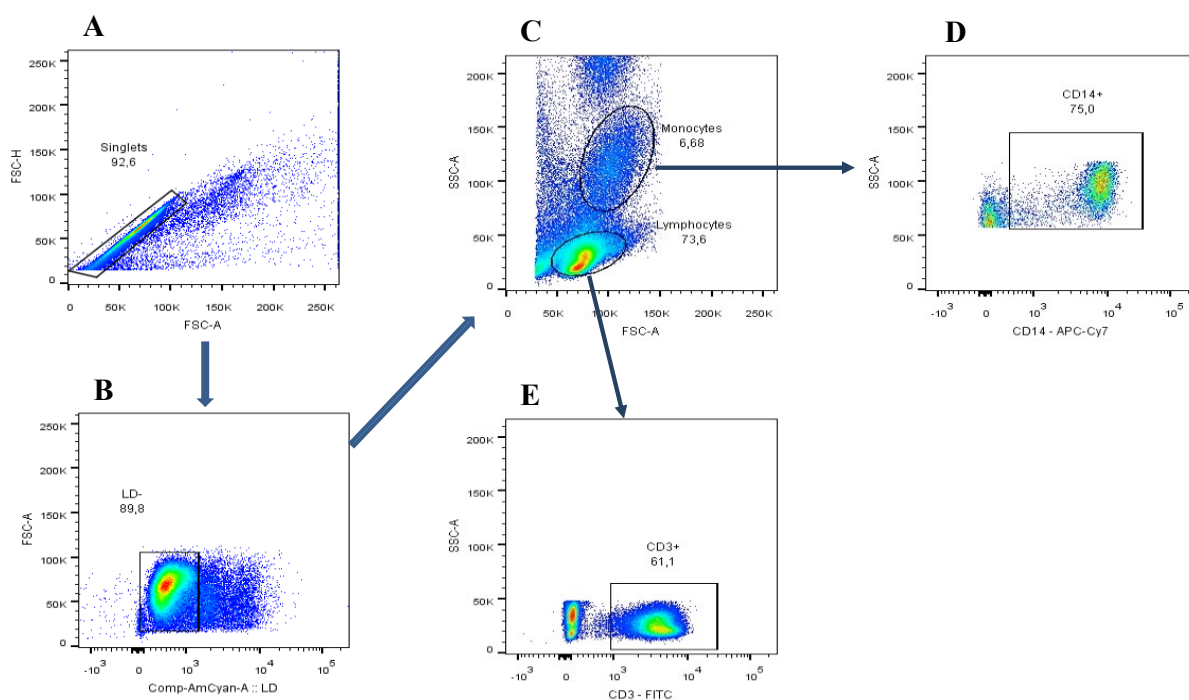 A
250K
200K
150K
100K
50K
0
FSC-H
Singlets
92,6
0 50K 100K 150K 200K 250K
FSC-A
B
250K
200K
150K
100K
50K
0
FSC-A
LD-
89,8
-10³ 0 10³ 10⁴ 10⁵
Comp-AmCyan-A :: LD
C
200K
150K
100K
50K
0
SSC-A
Monocytes
6,68
Lymphocytes
73,6
0 50K 100K 150K 200K 250K
FSC-A
D
200K
150K
100K
50K
0
SSC-A
CD14+
75,0
-10³ 0 10³ 10⁴ 10⁵
CD14 - APC-Cy7
E
200K
150K
100K
50K
0
SSC-A
CD3+
61,1
-10³ 0 10³ 10⁴ 10⁵
CD3 - FITC